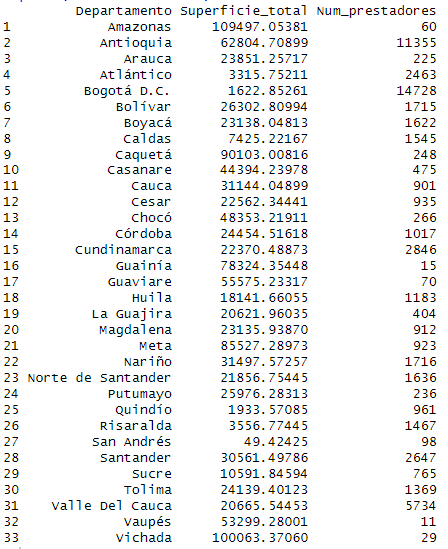 Departamento Superficie_total Num_prestadores
1 Amazonas 109497.05381 60
2 Antioquia 62804.70899 11355
3 Arauca 23851.25717 225
4 Atlántico 3315.75211 2463
5 Bogotá D.C. 1622.85261 14728
6 Bolívar 26302.80994 1715
7 Boyacá 23138.04813 1622
8 Caldas 7425.22167 1545
9 Caquetá 90103.00816 248
10 Casanare 44394.23978 475
11 Cauca 31144.04899 901
12 Cesar 22562.34441 935
13 Chocó 48353.21911 266
14 Córdoba 24454.51618 1017
15 Cundinamarca 22370.48873 2846
16 Guainía 78324.35448 15
17 Guaviare 55575.23317 70
18 Huila 18141.66055 1183
19 La Guajira 20621.96035 404
20 Magdalena 23135.93870 912
21 Meta 85527.28973 923
22 Nariño 31497.57257 1716
23 Norte de Santander 21856.75445 1636
24 Putumayo 25976.28313 236
25 Quindío 1933.57085 961
26 Risaralda 3556.77445 1467
27 San Andrés 49.42425 98
28 Santander 30561.49786 2647
29 Sucre 10591.84594 765
30 Tolima 24139.40123 1369
31 Valle Del Cauca 20665.54453 5734
32 Vaupés 53299.28001 11
33 Vichada 100063.37060 29